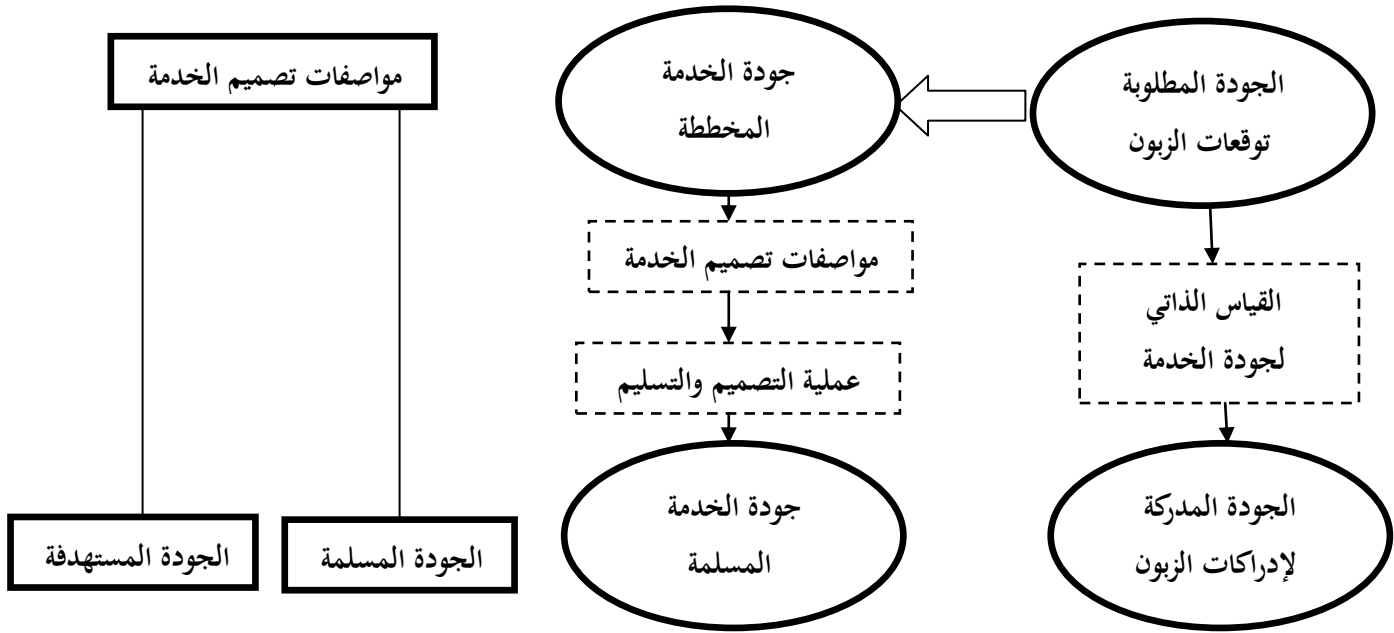 الجودة المطلوبة
توقعات الزبون
القياس الذاتي
لجودة الخدمة
الجودة المدركة
لإدراكات الزبون
جودة الخدمة
المخططة
مواصفات تصميم الخدمة
عملية التصميم والتسليم
جودة الخدمة
المسلمة
مواصفات تصميم الخدمة
الجودة المسلمة
الجودة المستهدفة